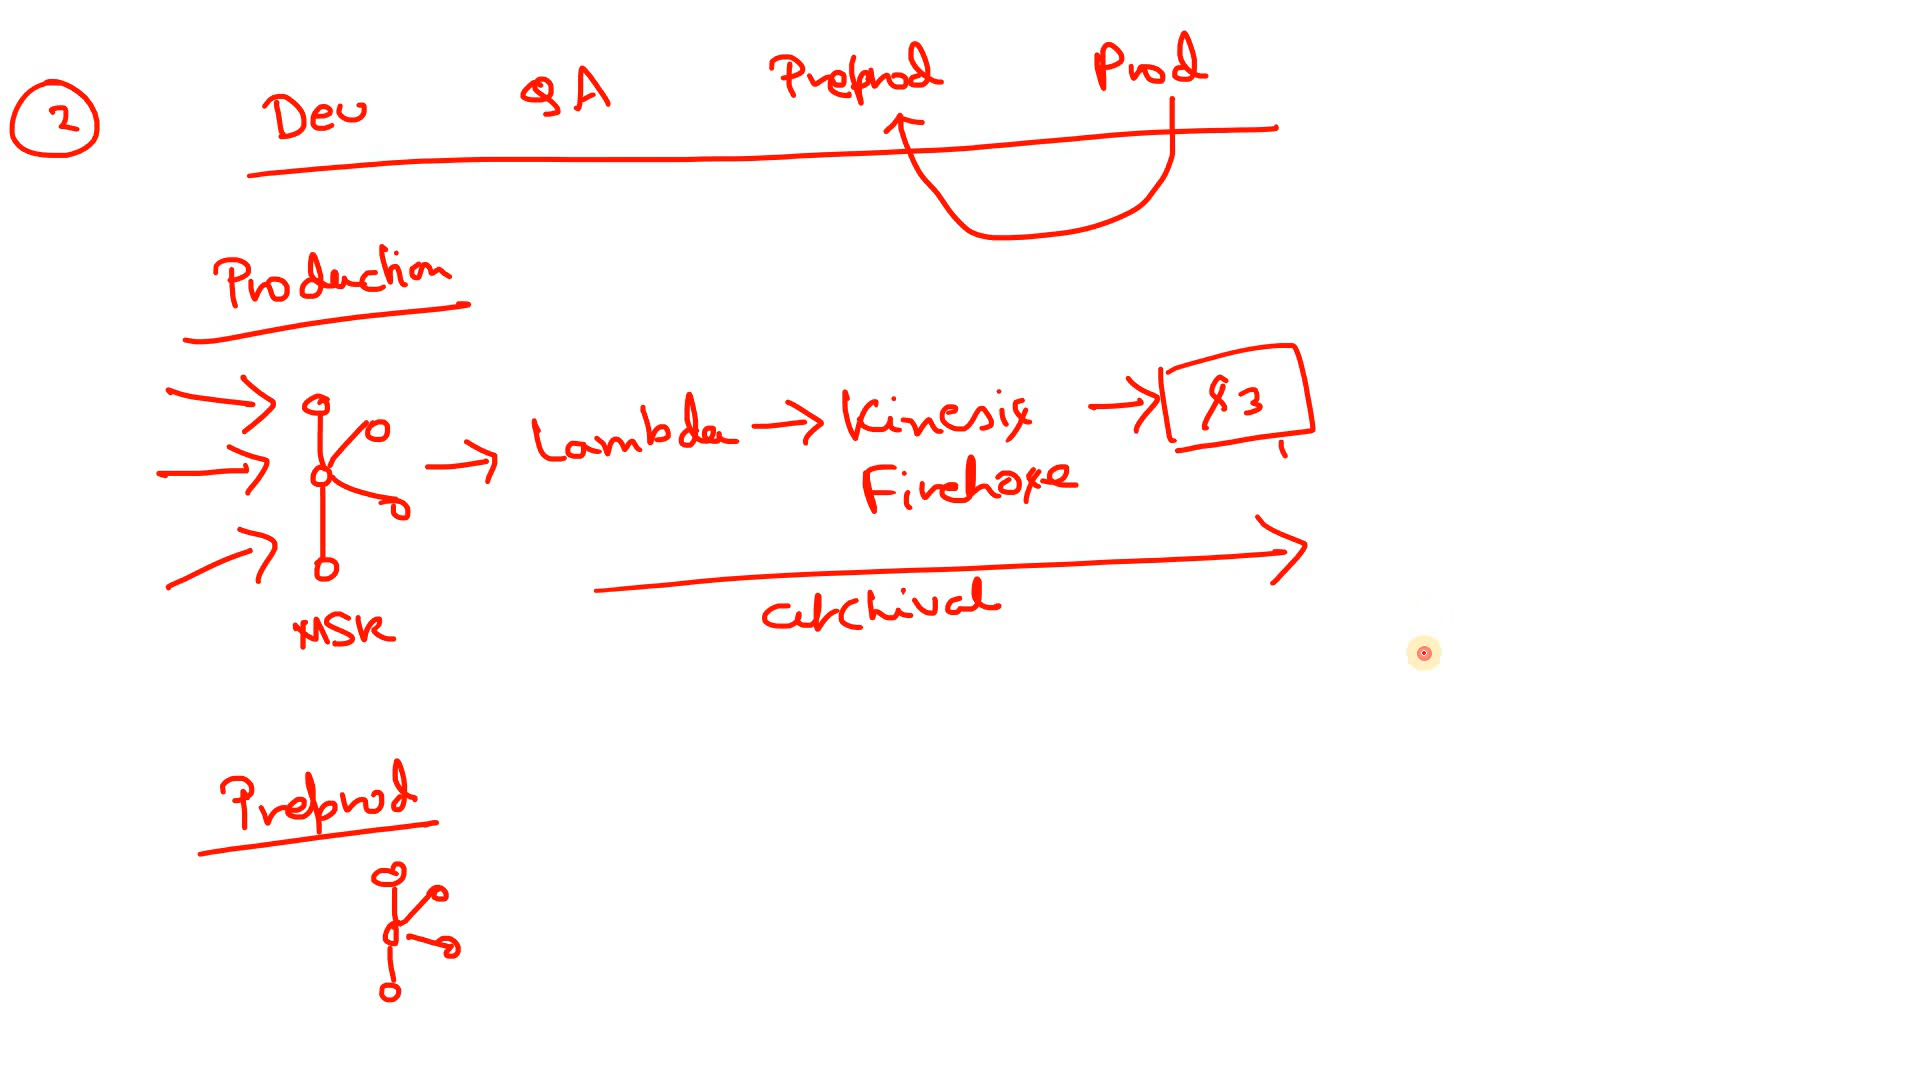 2
Dev QA Preprod Prod
Production
Lambda Kinesis S3
Firehose
archival
MSK
Preprod